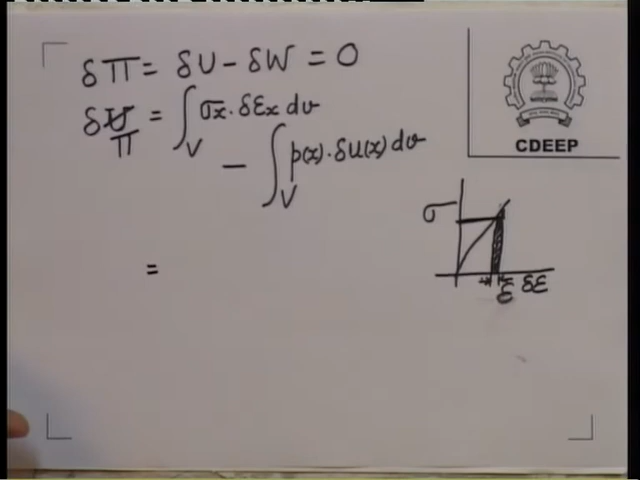 δΠ = δU - δW = 0
δΠ = ∫V σx · δεx dv
- ∫V p(x) · δu(x) dv
=
CDEEP
σ
ε δε